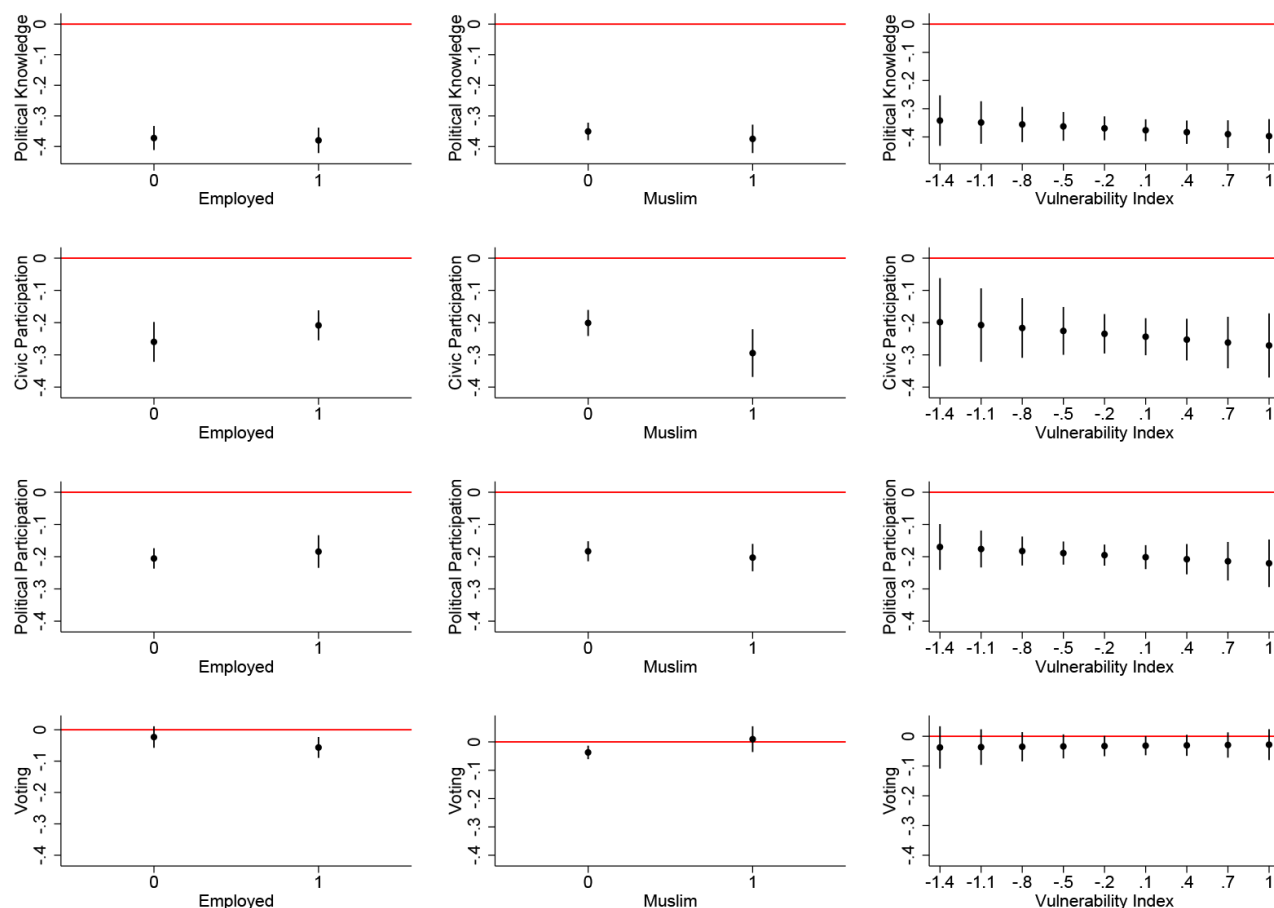 Political Knowledge
0
-.1
-.2
-.3
-.4
0 1
Employed
Political Knowledge
0
-.1
-.2
-.3
-.4
0 1
Muslim
Political Knowledge
0
-.1
-.2
-.3
-.4
-1.4 -1.1 -.8 -.5 -.2 .1 .4 .7 1
Vulnerability Index
Civic Participation
0
-.1
-.2
-.3
-.4
0 1
Employed
Civic Participation
0
-.1
-.2
-.3
-.4
0 1
Muslim
Civic Participation
0
-.1
-.2
-.3
-.4
-1.4 -1.1 -.8 -.5 -.2 .1 .4 .7 1
Vulnerability Index
Political Participation
0
-.1
-.2
-.3
-.4
0 1
Employed
Political Participation
0
-.1
-.2
-.3
-.4
0 1
Muslim
Political Participation
0
-.1
-.2
-.3
-.4
-1.4 -1.1 -.8 -.5 -.2 .1 .4 .7 1
Vulnerability Index
Voting
0
-.1
-.2
-.3
-.4
0 1
Employed
Voting
0
-.1
-.2
-.3
-.4
0 1
Muslim
Voting
0
-.1
-.2
-.3
-.4
-1.4 -1.1 -.8 -.5 -.2 .1 .4 .7 1
Vulnerability Index